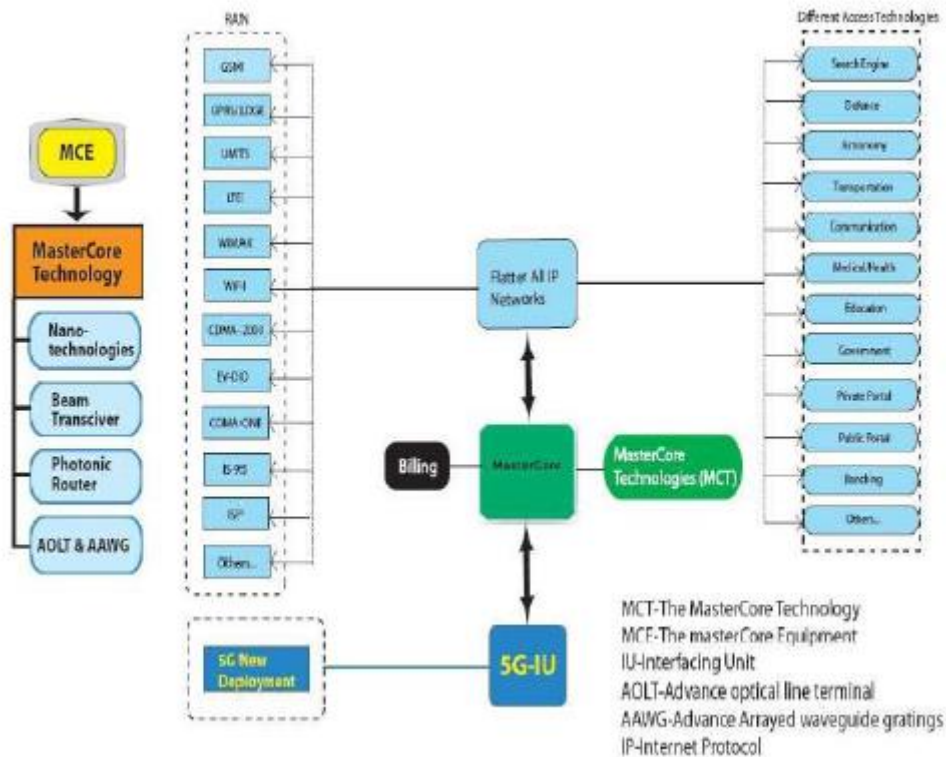 RAN
GSM
GPRS/EDGE
UMTS
LTE
WIMAX
WiFi
CDMA-2000
EV-DO
CDMA-ONE
IS-95
ISP
Others...
MCE
MasterCore
Technology
Nano-
technologies
Beam
Transciver
Photonic
Router
AOLT & AAWG
Flatter All IP
Networks
Billing
MasterCore
MasterCore
Technologies (MCT)
5G New
Deployment
5G-IU
Different Access Technologies
Search Engine
Astronomy
Transportation
Communication
Medical/Health
Education
Government
Private Portal
Public Portal
Banking
Others...
MCT-The MasterCore Technology
MCE-The masterCore Equipment
IU-Interfacing Unit
AOLT-Advance optical line terminal
AAWG-Advance Arrayed waveguide gratings
IP-Internet Protocol